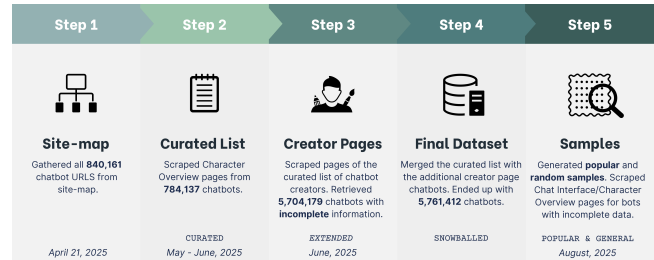 Step 1
Step 2
Step 3
Step 4
Step 5
Site-map
Gathered all 840,161
chatbot URLS from
site-map.
April 21, 2025
Curated List
Scraped Character
Overview pages from
784,137 chatbots.
CURATED
May - June, 2025
Creator Pages
Scraped pages of the
curated list of chatbot
creators. Retrieved
5,704,179 chatbots with
incomplete information.
EXTENDED
June, 2025
Final Dataset
Merged the curated list with
the additional creator page
chatbots. Ended up with
5,761,412 chatbots.
SNOWBALLED
Samples
Generated popular and
random samples. Scraped
Chat Interface/Character
Overview pages for bots
with incomplete data.
POPULAR & GENERAL
August, 2025